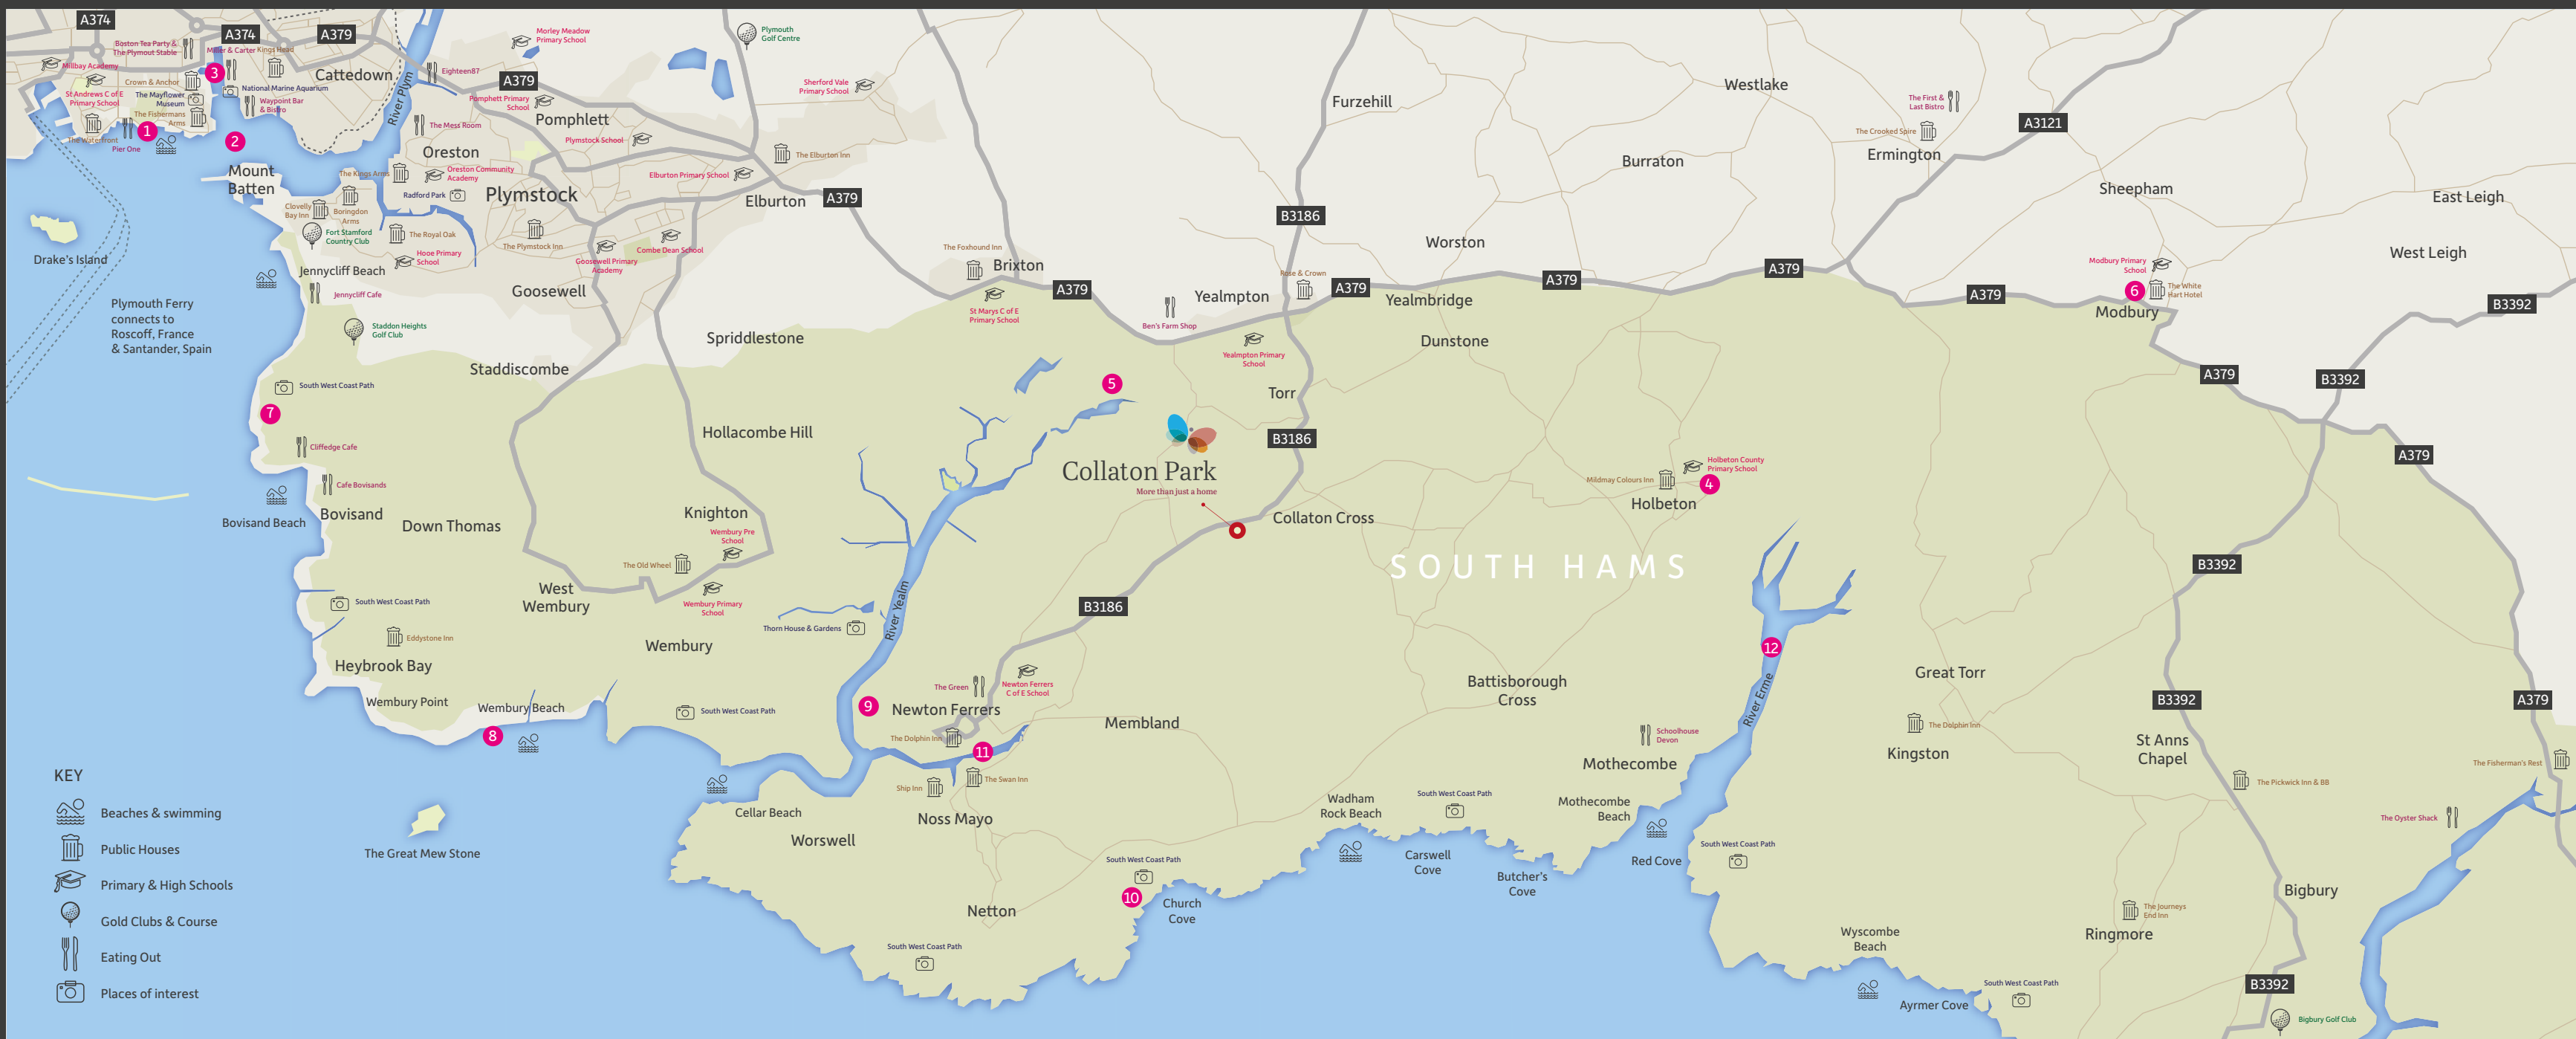 A374
A374
A379
Boston Tea Party &
The Plymout Stable
Miller & Carter
Kings Head
Millbay Academy
Crown & Anchor
3
Cattedown
St Andrews C of E
Primary School
The Mayflower
Museum
National Marine Aquarium
Waypoint Bar
& Bistro
The Fishermans
Arms
The Waterfront
Pier One
1
2
River Plym
Eighteen87
Morley Meadow
Primary School
Plymouth
Golf Centre
A379
Pomphett Primary
School
Pomphlett
Sherford Vale
Primary School
The Mess Room
Plymstock School
The Elburton Inn
Oreston
Mount
Batten
The Kings Arms
Oreston Community
Academy
Elburton Primary School
Radford Park
Plymstock
Elburton
A379
Clovelly
Bay Inn
Boringdon
Arms
Fort Stamford
Country Club
The Royal Oak
The Plymstock Inn
Combe Dean School
Hooe Primary
School
Goosewell Primary
Academy
Drake's Island
Jennycliff Beach
Jennycliff Cafe
Goosewell
Plymouth Ferry
connects to
Roscoff, France
& Santander, Spain
Staddon Heights
Golf Club
Staddiscombe
Spriddlestone
South West Coast Path
7
Cliffedge Cafe
Cafe Bovisands
Bovisand Beach
Bovisand
Down Thomas
Hollacombe Hill
Knighton
Wembury Pre
School
The Old Wheel
Wembury Primary
School
West
Wembury
South West Coast Path
Eddystone Inn
Heybrook Bay
Wembury
Thorn House & Gardens
River Yealm
Wembury Point
Wembury Beach
8
South West Coast Path
The Great Mew Stone
Furzehill
Westlake
Burraton
The First &
Last Bistro
The Crooked Spire
Ermington
A3121
Sheepham
East Leigh
West Leigh
B3186
Worston
The Foxhound Inn
Brixton
St Marys C of E
Primary School
A379
Yealmpton
Rose & Crown
A379
Yealmbridge
A379
A379
A379
Ben's Farm Shop
Yealmpton Primary
School
Dunstone
Modbury Primary
School
6
The White
Hart Hotel
Modbury
B3392
A379
B3392
A379
5
Torr
B3186
Collaton Park
More than just a home
Collaton Cross
Holbeton County
Primary School
Mildmay Colours Inn
4
Holbeton
SOUTH HAMS
B3186
B3392
12
River Erme
The Green
Newton Ferrers
C of E School
9
Newton Ferrers
The Dolphin Inn
11
Membland
Battisborough
Cross
Great Torr
The Dolphin Inn
Kingston
B3392
A379
St Anns
Chapel
Schoolhouse
Devon
Mothecombe
The Swan Inn
Ship Inn
Noss Mayo
Cellar Beach
Worswell
Wadham
Rock Beach
South West Coast Path
Mothecombe
Beach
The Pickwick Inn & BB
The Fisherman's Rest
The Oyster Shack
South West Coast Path
10
Church
Cove
Carswell
Cove
Butcher's
Cove
Red Cove
South West Coast Path
Netton
South West Coast Path
The Journeys
End Inn
Ringmore
Bigbury
Wyscombe
Beach
Ayrmer Cove
South West Coast Path
B3392
Bigbury Golf Club
KEY
Beaches & swimming
Public Houses
Primary & High Schools
Gold Clubs & Course
Eating Out
Places of interest